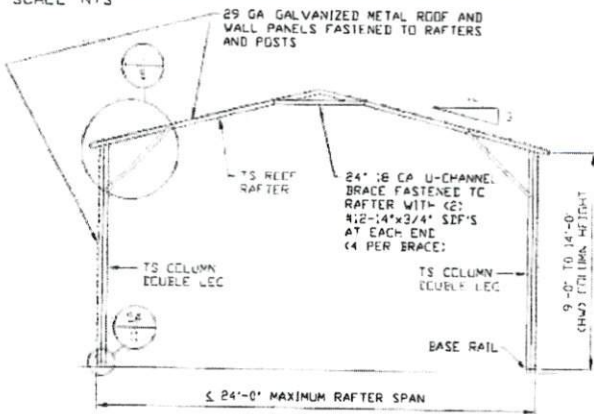 SCALE NTS
29 GA GALVANIZED METAL ROOF AND
WALL PANELS FASTENED TO RAFTERS
AND POSTS
3
TS ROOF
RAFTER
24" 18 GA U-CHANNEL
BRACE FASTENED TO
RAFTER WITH (2)
#12-14"x3/4" SDF'S
AT EACH END
(4 PER BRACE)
TS COLUMN
DOUBLE LEG
TS COLUMN
DOUBLE LEG
9'-0" TO 14'-0"
COLUMN HEIGHT
5A
11
BASE RAIL
≤ 24'-0" MAXIMUM RAFTER SPAN